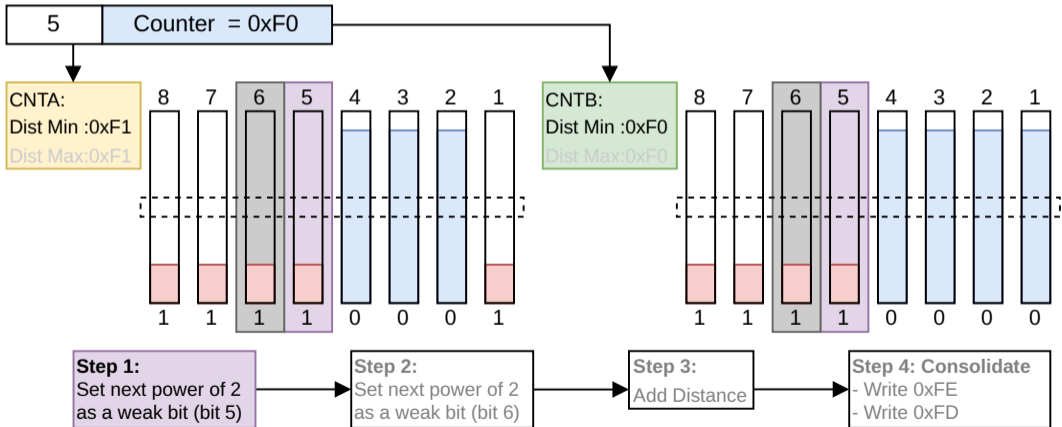 5 Counter = 0xF0
CNTA:
Dist Min :0xF1
Dist Max:0xF1
8 7 6 5 4 3 2 1
1 1 1 1 0 0 0 1
CNTB:
Dist Min :0xF0
Dist Max:0xF0
8 7 6 5 4 3 2 1
1 1 1 1 0 0 0 0
Step 1:
Set next power of 2
as a weak bit (bit 5)
Step 2:
Set next power of 2
as a weak bit (bit 6)
Step 3:
Add Distance
Step 4: Consolidate
- Write 0xFE
- Write 0xFD